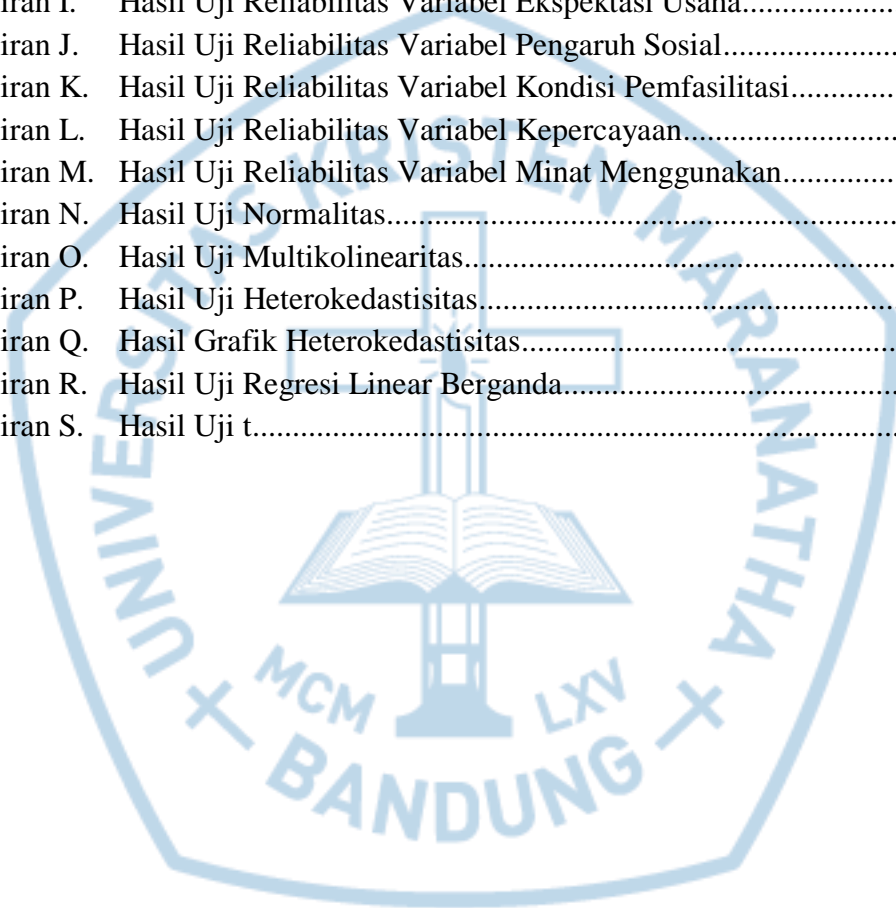 iran I. Hasil Uji Reliabilitas Variabel Ekspektasi Usaha....................
iran J. Hasil Uji Reliabilitas Variabel Pengaruh Sosial......................
iran K. Hasil Uji Reliabilitas Variabel Kondisi Pemfasilitasi.............
iran L. Hasil Uji Reliabilitas Variabel Kepercayaan...........................
iran M. Hasil Uji Reliabilitas Variabel Minat Menggunakan..............
iran N. Hasil Uji Normalitas................................................................
iran O. Hasil Uji Multikolinearitas......................................................
iran P. Hasil Uji Heterokedastisitas....................................................
iran Q. Hasil Grafik Heterokedastisitas...............................................
iran R. Hasil Uji Regresi Linear Berganda..........................................
iran S. Hasil Uji t................................................................................
UNIVERSITAS KRISTEN MARANATHA
MCM LXV
BANDUNG